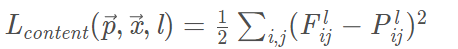 $L_{content}(\vec{p}, \vec{x}, l) = \frac{1}{2} \sum_{i,j} (F_{ij}^{l} - P_{ij}^{l})^2$